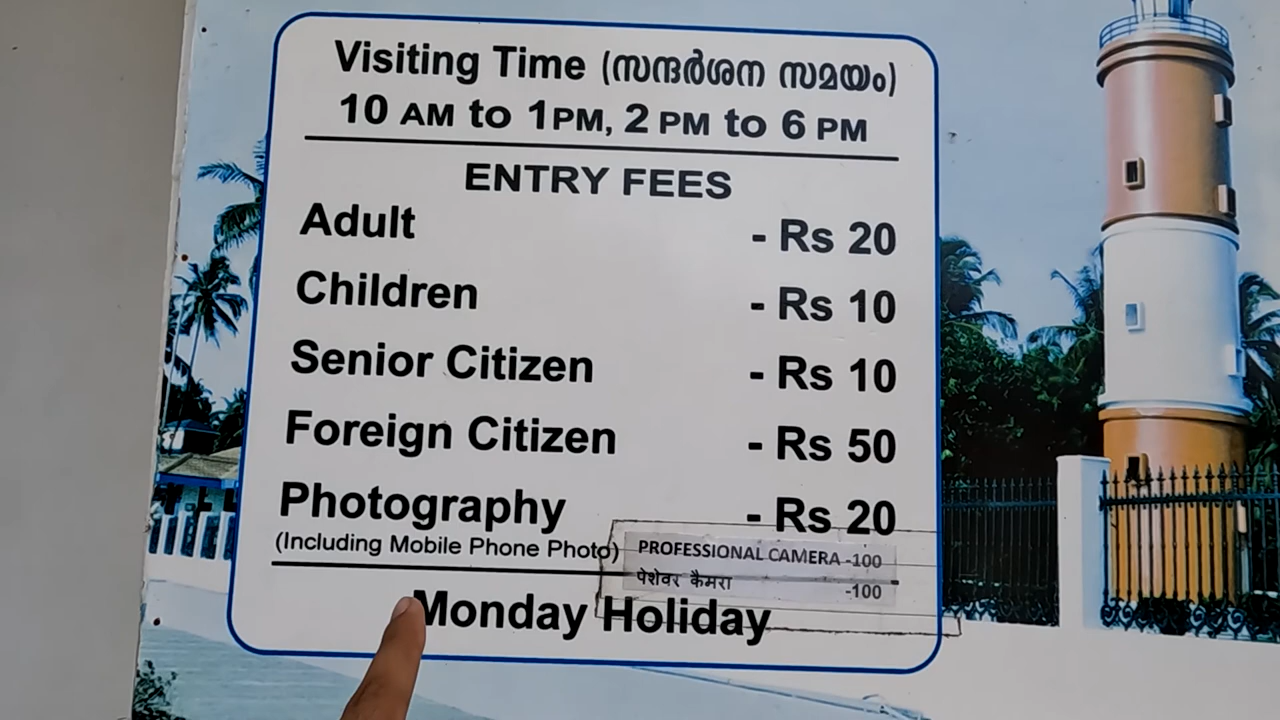 Visiting Time (സന്ദർശന സമയം)
10 AM to 1PM, 2 PM to 6 PM
ENTRY FEES
Adult - Rs 20
Children - Rs 10
Senior Citizen - Rs 10
Foreign Citizen - Rs 50
Photography - Rs 20
(Including Mobile Phone Photo)
PROFESSIONAL CAMERA -100
पेशेवर कैमरा -100
Monday Holiday